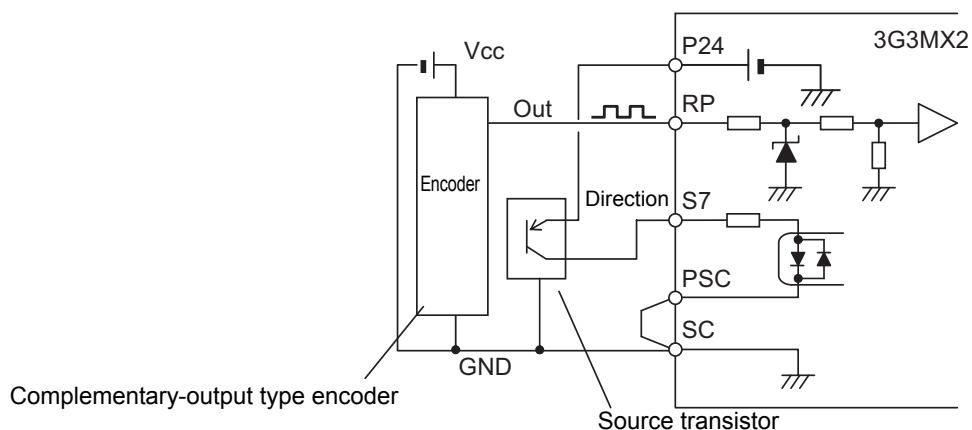 3G3MX2
P24
Vcc
RP
Out
Encoder
Direction
S7
PSC
SC
GND
Complementary-output type encoder
Source transistor